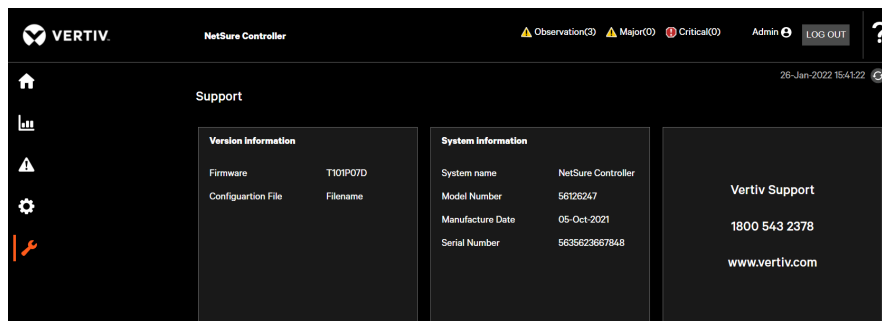 VERTIV.
NetSure Controller
Observation(3) Major(0) Critical(0) Admin LOG OUT ?
26-Jan-2022 15:41:22
Support
Version information
Firmware T101P07D
Configuartion File Filename
System information
System name NetSure Controller
Model Number 56126247
Manufacture Date 05-Oct-2021
Serial Number 5635623667848
Vertiv Support
1800 543 2378
www.vertiv.com